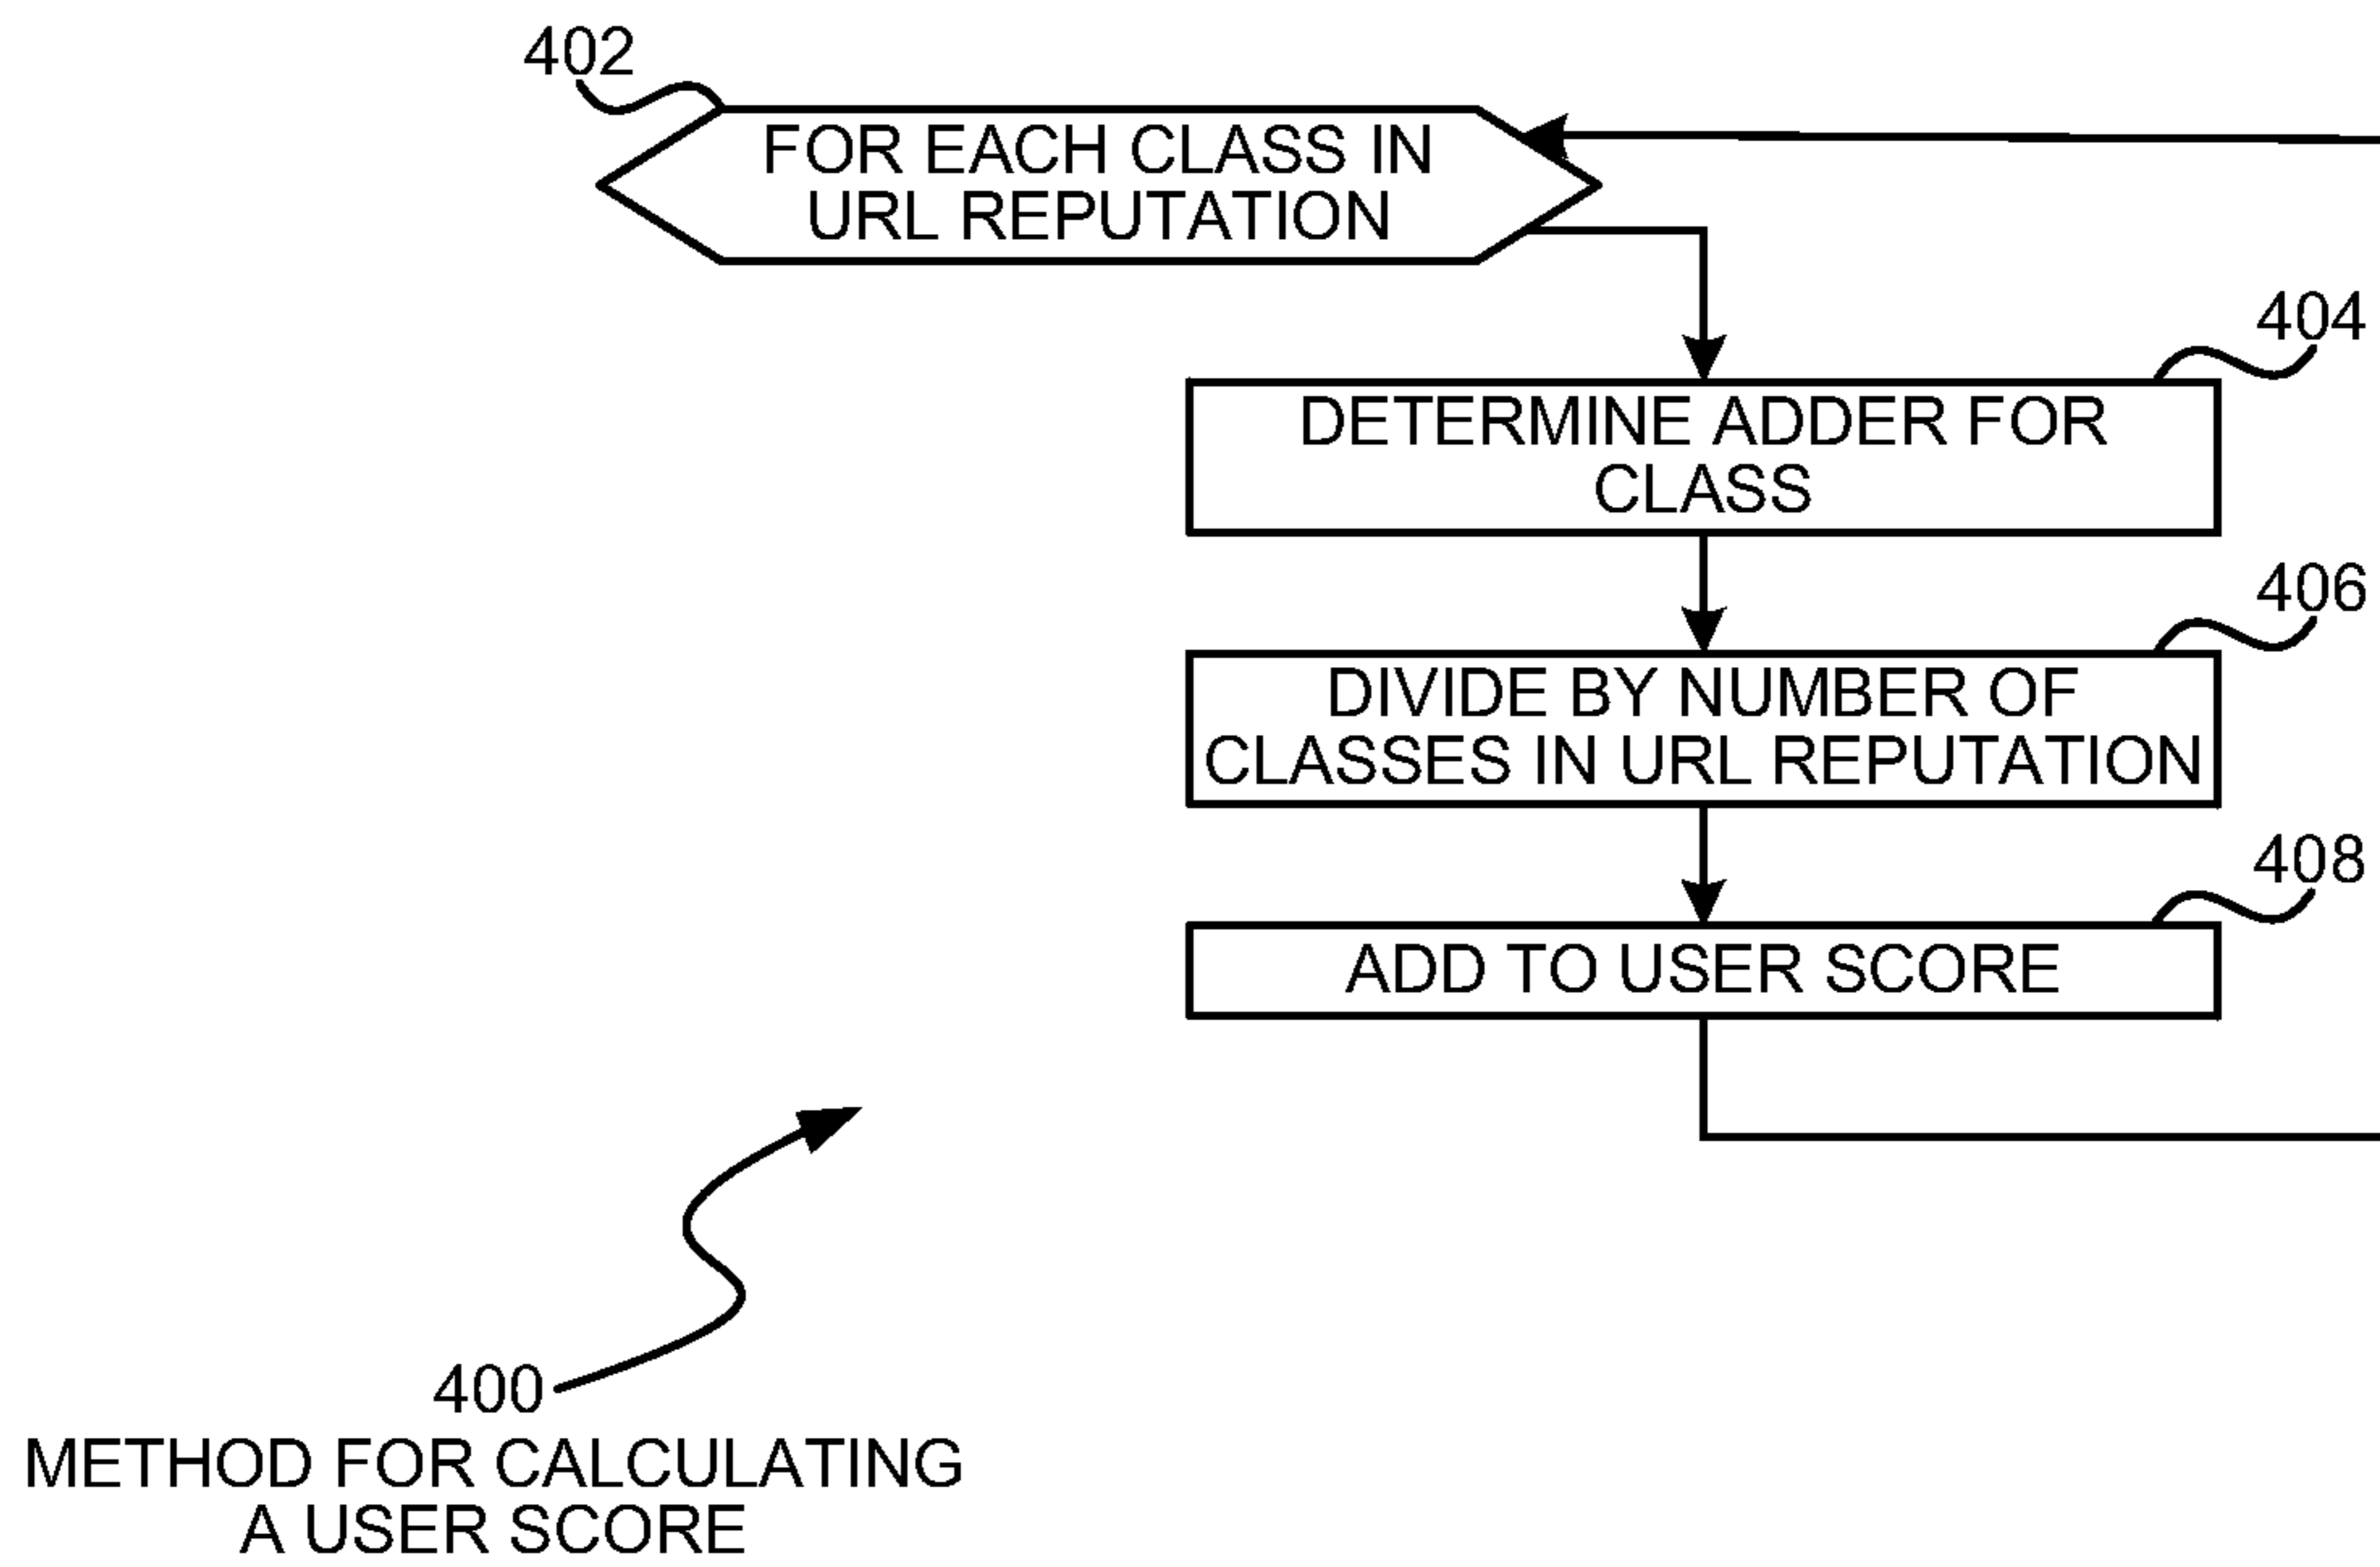 402
FOR EACH CLASS IN
URL REPUTATION
404
DETERMINE ADDER FOR
CLASS
406
DIVIDE BY NUMBER OF
CLASSES IN URL REPUTATION
408
ADD TO USER SCORE
400
METHOD FOR CALCULATING
A USER SCORE